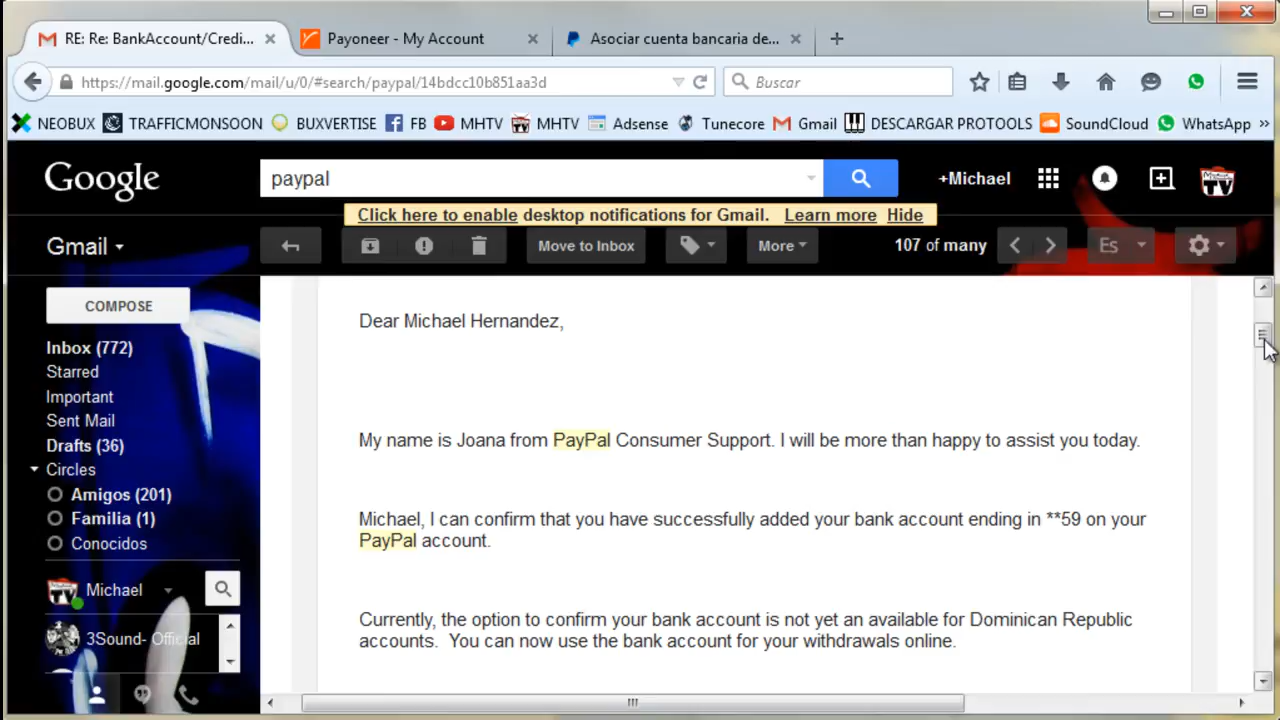 RE: Re: BankAccount/Credi...
Payoneer - My Account
Asociar cuenta bancaria de...
https://mail.google.com/mail/u/0/#search/paypal/14bdcc10b851aa3d
Buscar
NEOBUX TRAFFICMONSOON BUXVERTISE FB MHTV MHTV Adsense Tunecore Gmail DESCARGAR PROTOOLS SoundCloud WhatsApp »
Google
paypal
+Michael
Click here to enable desktop notifications for Gmail. Learn more Hide
Gmail
Move to Inbox
More
107 of many
Es
COMPOSE
Inbox (772)
Starred
Important
Sent Mail
Drafts (36)
Circles
Amigos (201)
Familia (1)
Conocidos
Michael
3Sound- Official
Dear Michael Hernandez,
My name is Joana from PayPal Consumer Support. I will be more than happy to assist you today.
Michael, I can confirm that you have successfully added your bank account ending in **59 on your
PayPal account.
Currently, the option to confirm your bank account is not yet an available for Dominican Republic
accounts. You can now use the bank account for your withdrawals online.